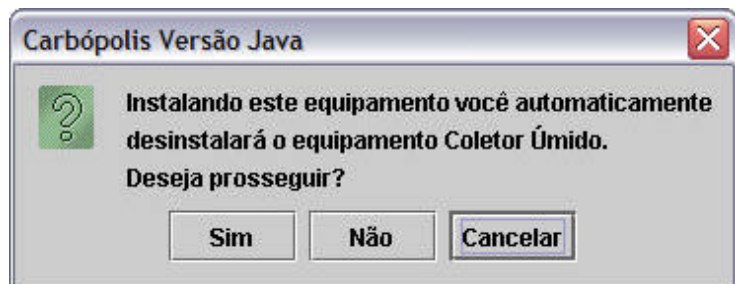 Carbópolis Versão Java
Instalando este equipamento você automaticamente
desinstalará o equipamento Coletor Úmido.
Deseja prosseguir?
Sim Não Cancelar